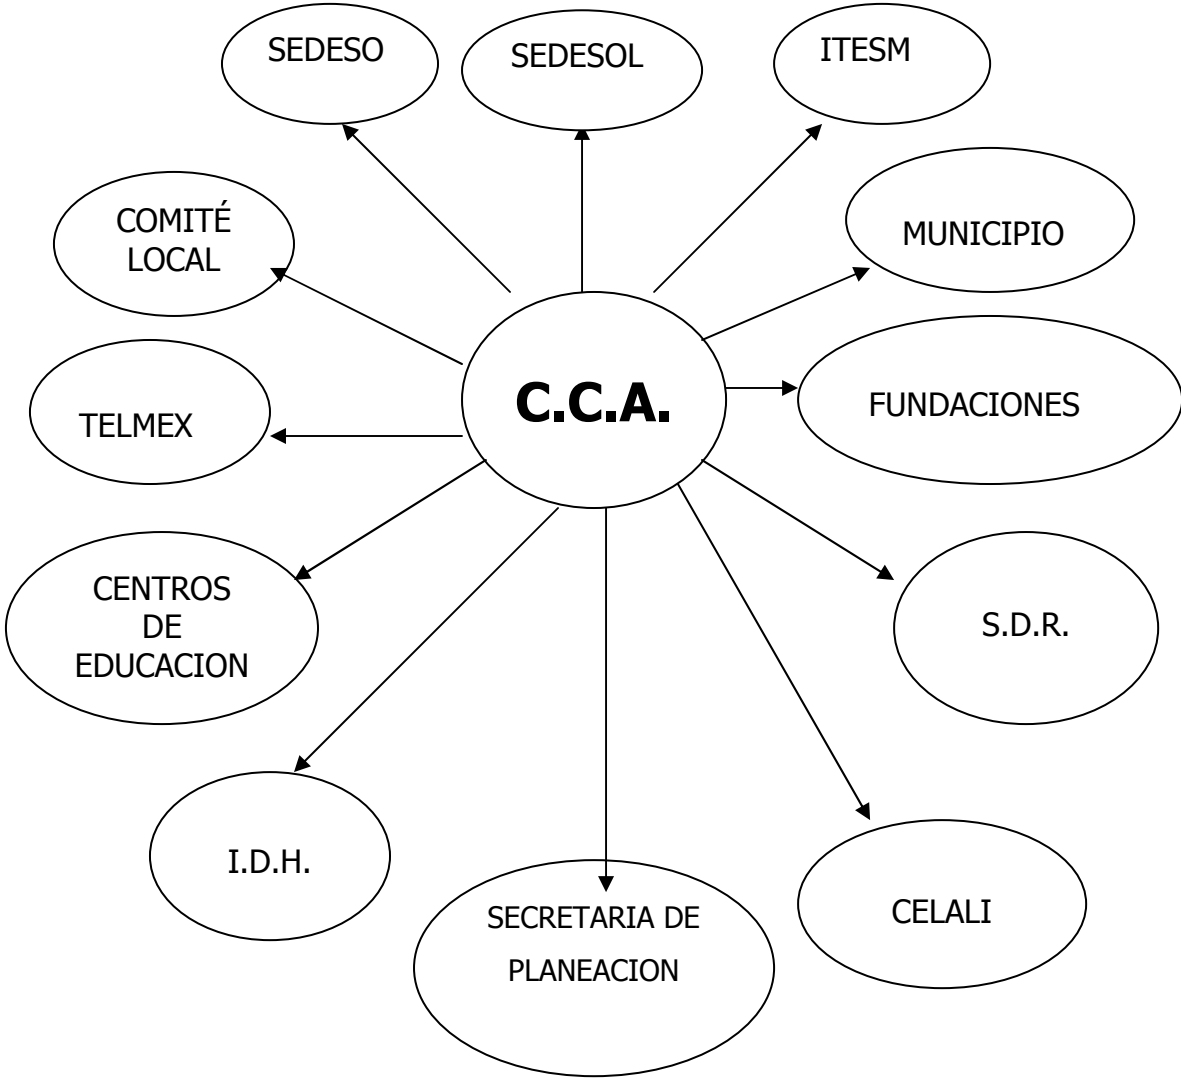 SEDESO
SEDESOL
ITESM
COMITÉ
LOCAL
MUNICIPIO
C.C.A.
FUNDACIONES
TELMEX
CENTROS
DE
EDUCACION
S.D.R.
I.D.H.
SECRETARIA DE
PLANEACION
CELALI